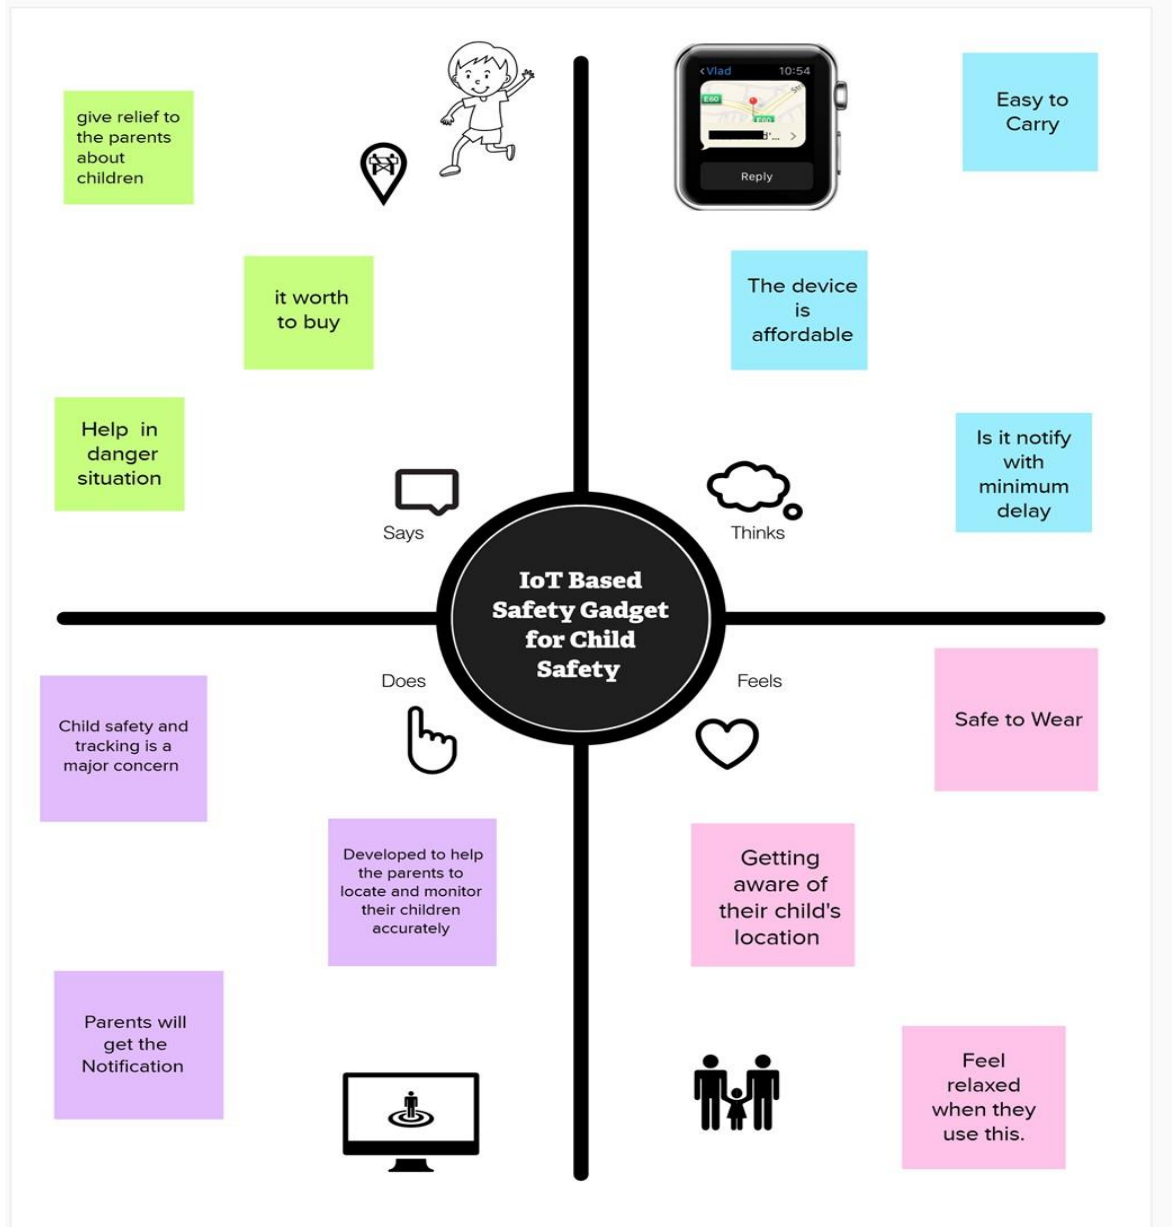 give relief to
the parents
about
children
it worth
to buy
Help in
danger
situation
Says
<Vlad 10:54
E60
E60
Reply
Easy to
Carry
The device
is
affordable
Is it notify
with
minimum
delay
Thinks
IoT Based
Safety Gadget
for Child
Safety
Does
Child safety and
tracking is a
major concern
Developed to help
the parents to
locate and monitor
their children
accurately
Parents will
get the
Notification
Feels
Safe to Wear
Getting
aware of
their child's
location
Feel
relaxed
when they
use this.